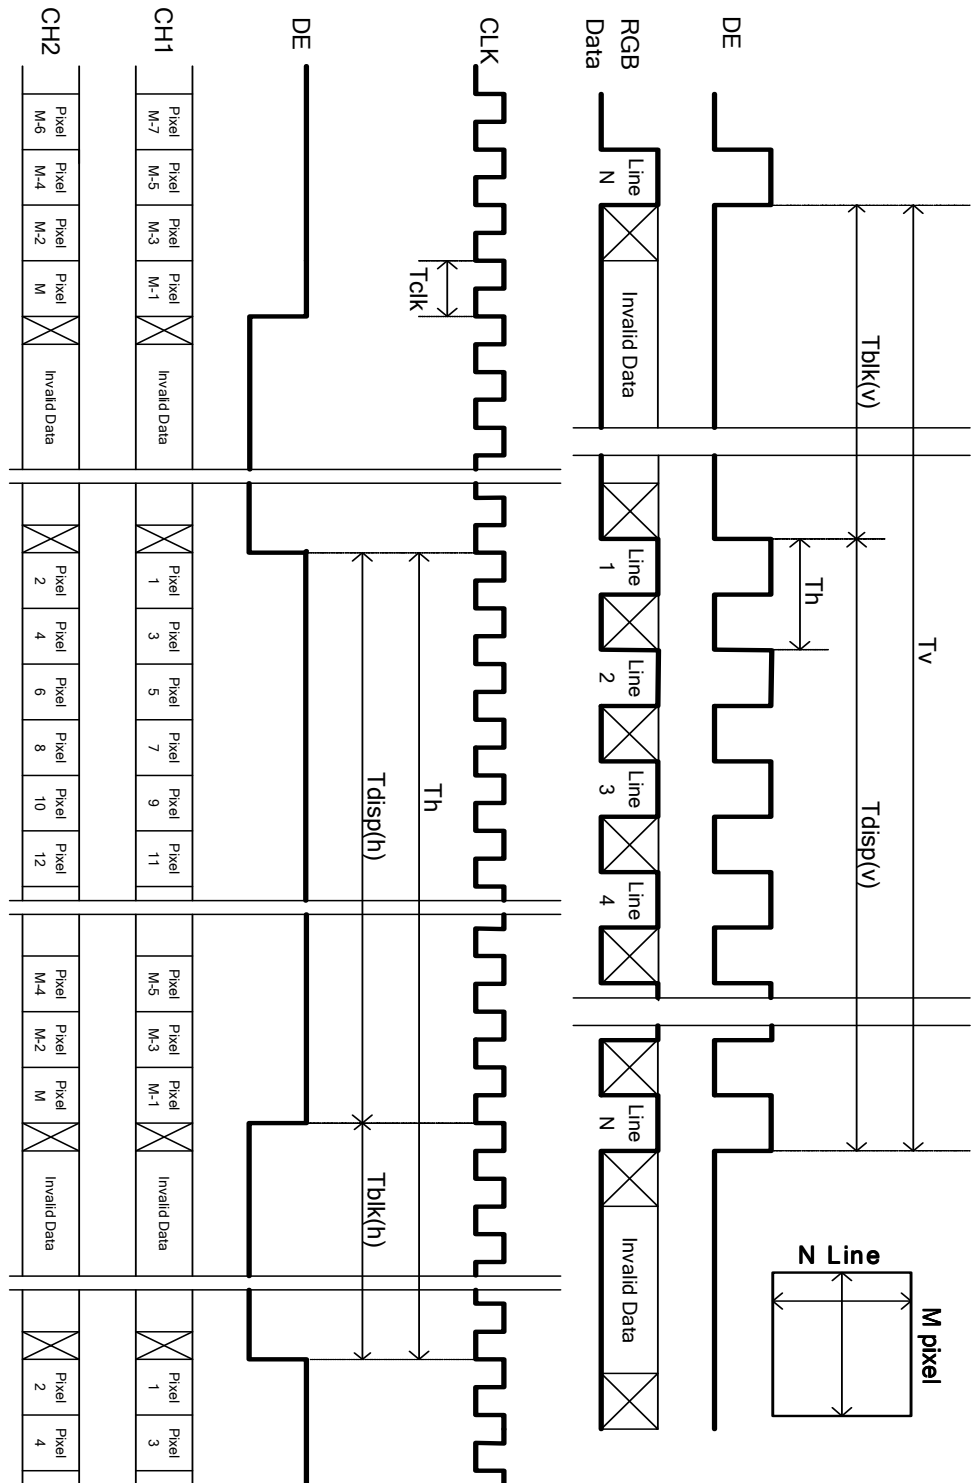 Tv
Tblk(v)
Tdisp(v)
Th
DE
RGB
Data
Line
N
Invalid Data
Line
1
Line
2
Line
3
Line
4
Line
N
Invalid Data
N Line
M pixel
CLK
Tclk
Th
Tdisp(h)
Tblk(h)
DE
CH1
Pixel
M-7
Pixel
M-5
Pixel
M-3
Pixel
M-1
Invalid Data
Pixel
1
Pixel
3
Pixel
5
Pixel
7
Pixel
9
Pixel
11
Pixel
M-5
Pixel
M-3
Pixel
M-1
Invalid Data
Pixel
1
Pixel
3
CH2
Pixel
M-6
Pixel
M-4
Pixel
M-2
Pixel
M
Invalid Data
Pixel
2
Pixel
4
Pixel
6
Pixel
8
Pixel
10
Pixel
12
Pixel
M-4
Pixel
M-2
Pixel
M
Invalid Data
Pixel
2
Pixel
4